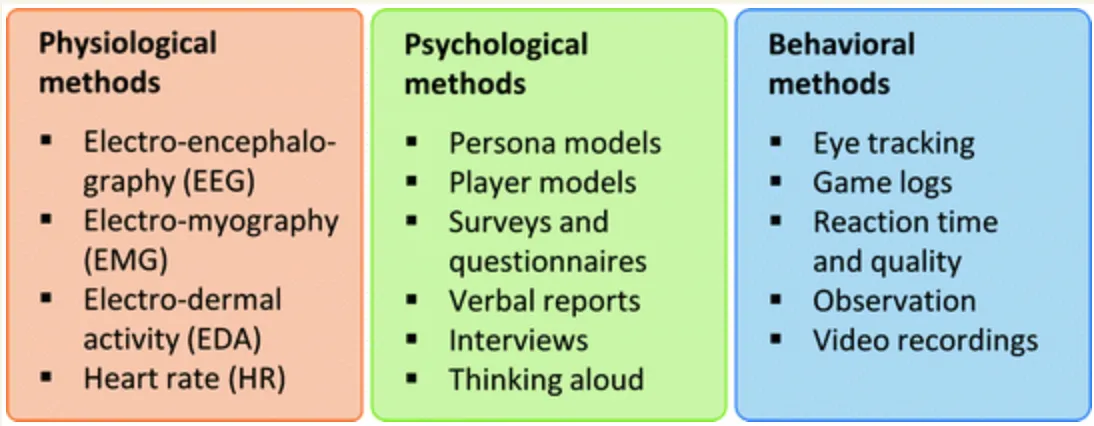 Physiological
methods
▪ Electro-encephalo-
graphy (EEG)
▪ Electro-myography
(EMG)
▪ Electro-dermal
activity (EDA)
▪ Heart rate (HR)
Psychological
methods
▪ Persona models
▪ Player models
▪ Surveys and
questionnaires
▪ Verbal reports
▪ Interviews
▪ Thinking aloud
Behavioral
methods
▪ Eye tracking
▪ Game logs
▪ Reaction time
and quality
▪ Observation
▪ Video recordings